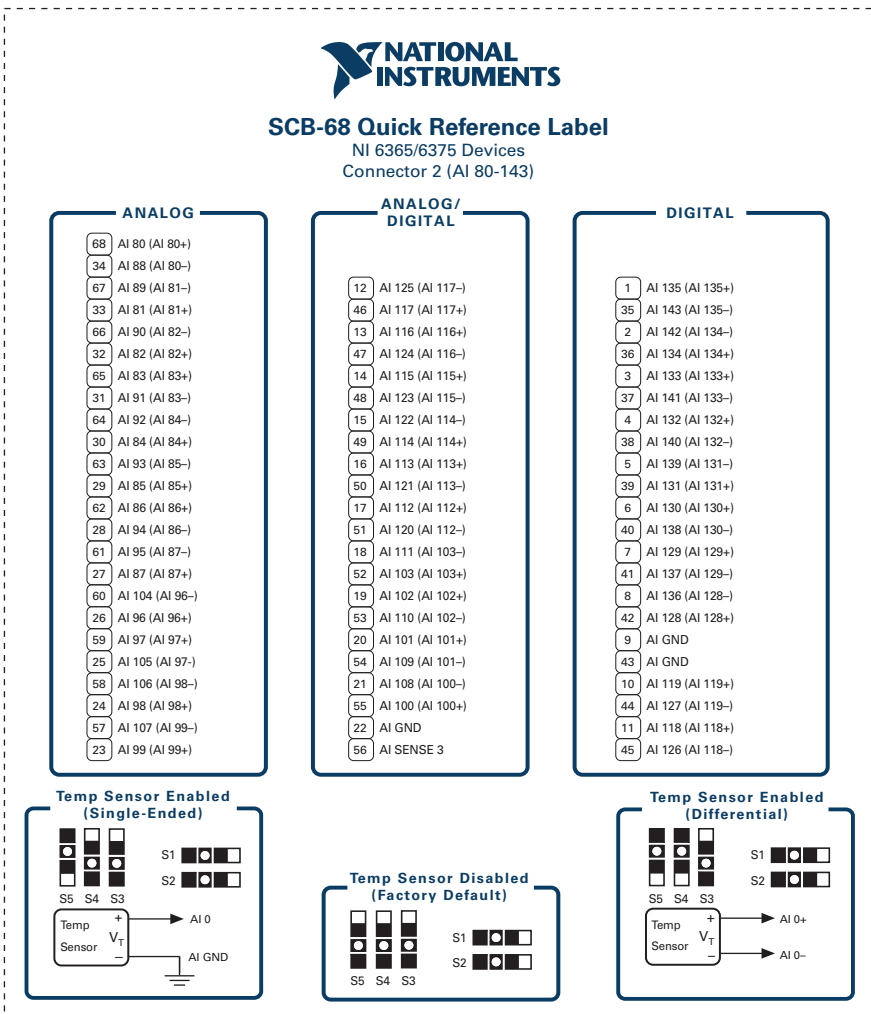 NATIONAL
INSTRUMENTS
SCB-68 Quick Reference Label
NI 6365/6375 Devices
Connector 2 (AI 80-143)
ANALOG
68 AI 80 (AI 80+)
34 AI 88 (AI 80–)
67 AI 89 (AI 81–)
33 AI 81 (AI 81+)
66 AI 90 (AI 82–)
32 AI 82 (AI 82+)
65 AI 83 (AI 83+)
31 AI 91 (AI 83–)
64 AI 92 (AI 84–)
30 AI 84 (AI 84+)
63 AI 93 (AI 85–)
29 AI 85 (AI 85+)
62 AI 86 (AI 86+)
28 AI 94 (AI 86–)
61 AI 95 (AI 87–)
27 AI 87 (AI 87+)
60 AI 104 (AI 96–)
26 AI 96 (AI 96+)
59 AI 97 (AI 97+)
25 AI 105 (AI 97-)
58 AI 106 (AI 98–)
24 AI 98 (AI 98+)
57 AI 107 (AI 99–)
23 AI 99 (AI 99+)
ANALOG/
DIGITAL
12 AI 125 (AI 117–)
46 AI 117 (AI 117+)
13 AI 116 (AI 116+)
47 AI 124 (AI 116–)
14 AI 115 (AI 115+)
48 AI 123 (AI 115–)
15 AI 122 (AI 114–)
49 AI 114 (AI 114+)
16 AI 113 (AI 113+)
50 AI 121 (AI 113–)
17 AI 112 (AI 112+)
51 AI 120 (AI 112–)
18 AI 111 (AI 103–)
52 AI 103 (AI 103+)
19 AI 102 (AI 102+)
53 AI 110 (AI 102–)
20 AI 101 (AI 101+)
54 AI 109 (AI 101–)
21 AI 108 (AI 100–)
55 AI 100 (AI 100+)
22 AI GND
56 AI SENSE 3
DIGITAL
1 AI 135 (AI 135+)
35 AI 143 (AI 135–)
2 AI 142 (AI 134–)
36 AI 134 (AI 134+)
3 AI 133 (AI 133+)
37 AI 141 (AI 133–)
4 AI 132 (AI 132+)
38 AI 140 (AI 132–)
5 AI 139 (AI 131–)
39 AI 131 (AI 131+)
6 AI 130 (AI 130+)
40 AI 138 (AI 130–)
7 AI 129 (AI 129+)
41 AI 137 (AI 129–)
8 AI 136 (AI 128–)
42 AI 128 (AI 128+)
9 AI GND
43 AI GND
10 AI 119 (AI 119+)
44 AI 127 (AI 119–)
11 AI 118 (AI 118+)
45 AI 126 (AI 118–)
Temp Sensor Enabled
(Single-Ended)
S1
S2
S5 S4 S3
Temp
Sensor
+
VT
–
AI 0
AI GND
Temp Sensor Disabled
(Factory Default)
S1
S2
S5 S4 S3
Temp Sensor Enabled
(Differential)
S1
S2
S5 S4 S3
Temp
Sensor
+
VT
–
AI 0+
AI 0–